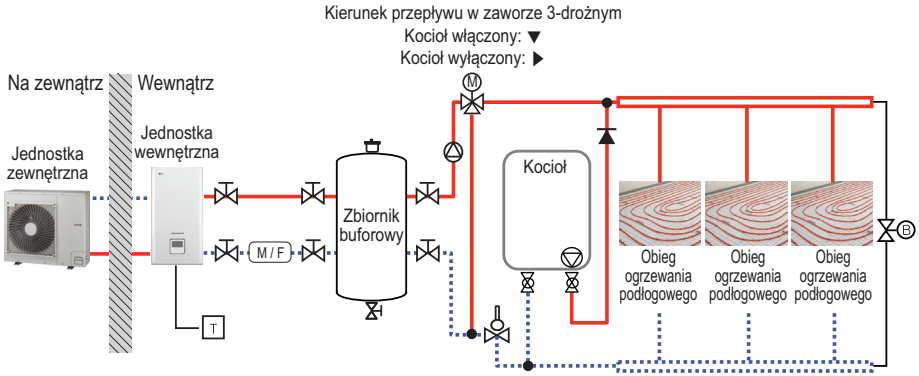 Kierunek przepływu w zaworze 3-drożnym
Kocioł włączony: ▼
Kocioł wyłączony: ▶
Na zewnątrz
Wewnątrz
Jednostka
zewnętrzna
Jednostka
wewnętrzna
M / F
T
Zbiornik
buforowy
M
Kocioł
Obieg
ogrzewania
podłogowego
Obieg
ogrzewania
podłogowego
Obieg
ogrzewania
podłogowego
B